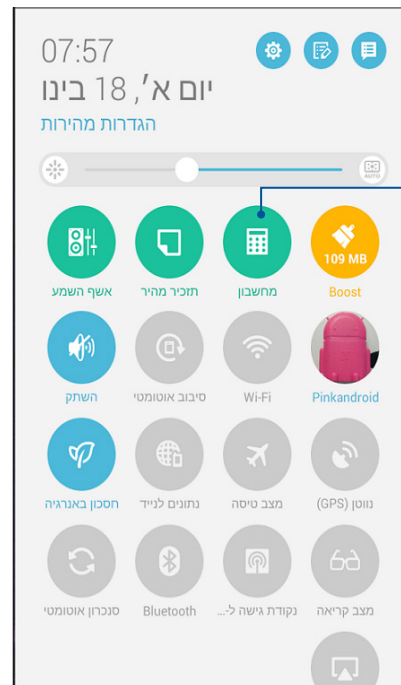 07:57
יום א׳, 18 בינו
הגדרות מהירות
AUTO
109 MB
Boost
מחשבון
תזכיר מהיר
אשף השמע
Pinkandroid
Wi-Fi
סיבוב אוטומטי
השתק
נווטן (GPS)
מצב טיסה
נתונים לנייד
חסכון באנרגיה
מצב קריאה
נקודת גישה ל-...
Bluetooth
סנכרון אוטומטי